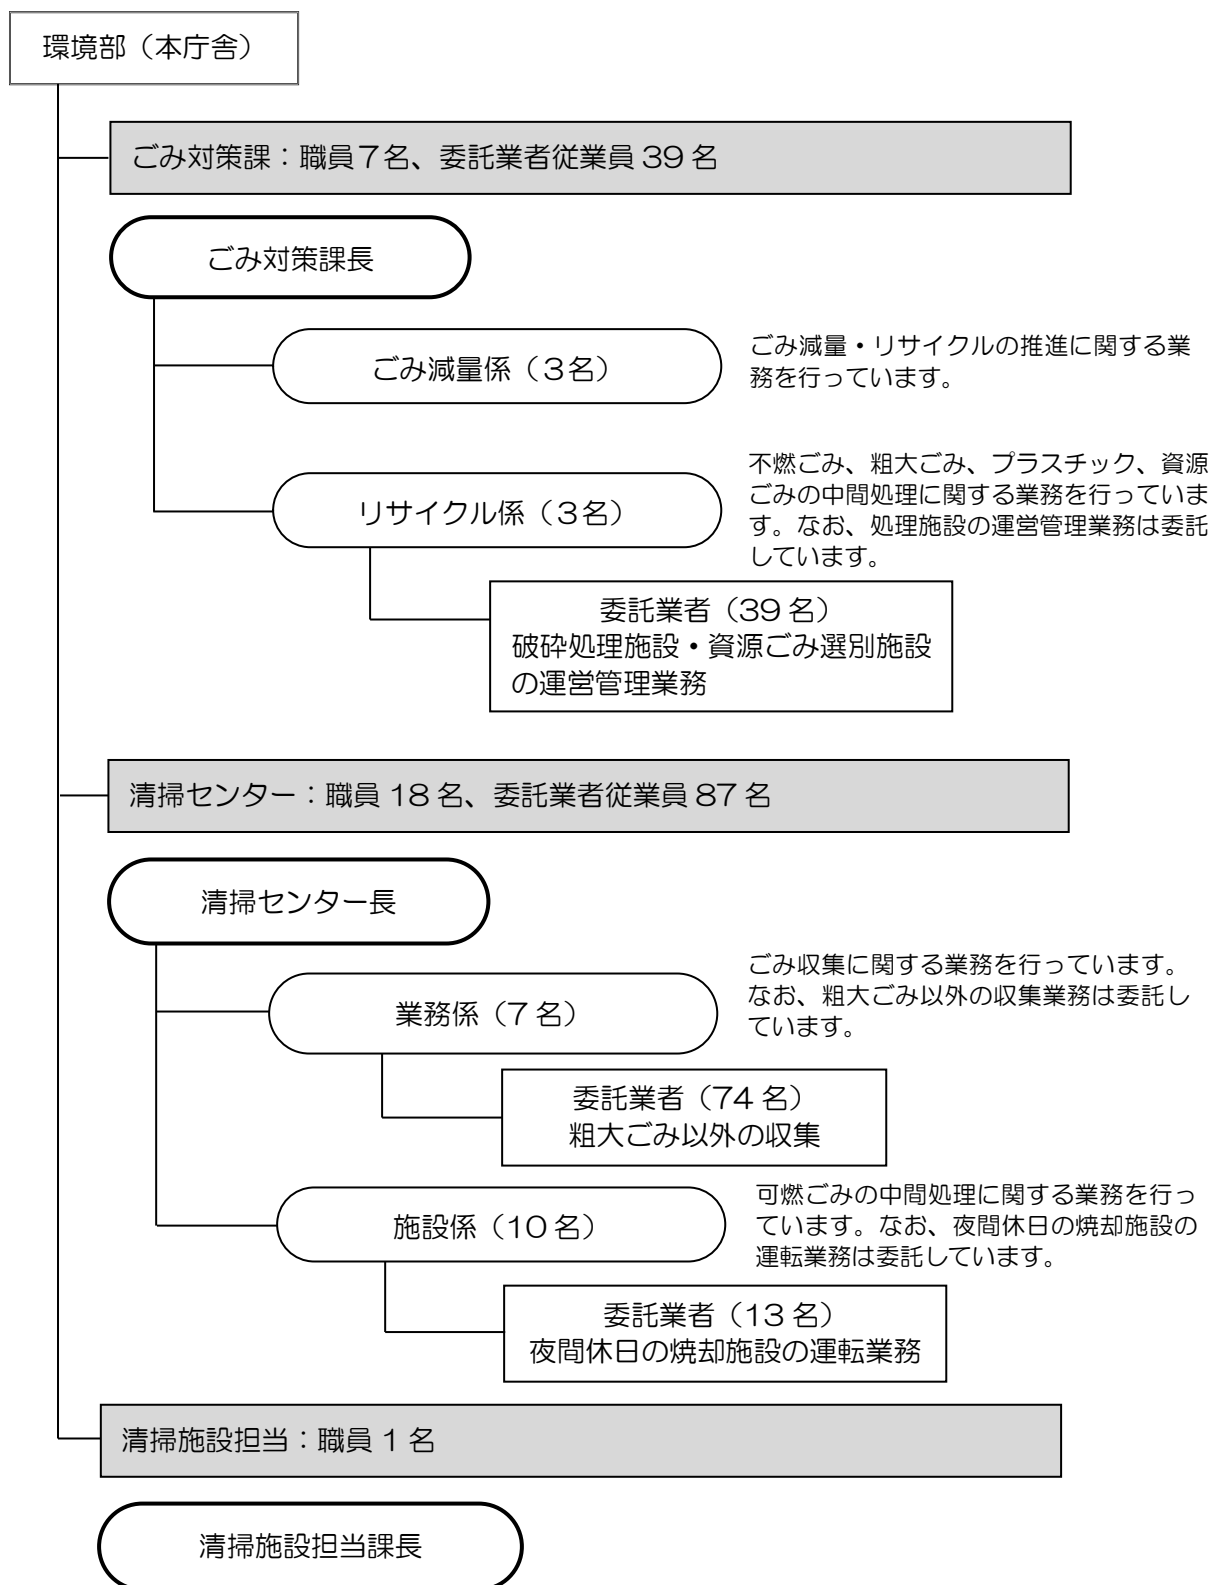 環境部（本庁舎）
ごみ対策課：職員７名、委託業者従業員 39 名
ごみ対策課長
ごみ減量係（３名）
ごみ減量・リサイクルの推進に関する業
務を行っています。
リサイクル係（３名）
不燃ごみ、粗大ごみ、プラスチック、資源
ごみの中間処理に関する業務を行っていま
す。なお、処理施設の運営管理業務は委託
しています。
委託業者（39 名）
破砕処理施設・資源ごみ選別施設
の運営管理業務
清掃センター：職員 18 名、委託業者従業員 87 名
清掃センター長
業務係（７名）
ごみ収集に関する業務を行っています。
なお、粗大ごみ以外の収集業務は委託し
ています。
委託業者（74 名）
粗大ごみ以外の収集
施設係（10 名）
可燃ごみの中間処理に関する業務を行っ
ています。なお、夜間休日の焼却施設の
運転業務は委託しています。
委託業者（13 名）
夜間休日の焼却施設の運転業務
清掃施設担当：職員 1 名
清掃施設担当課長